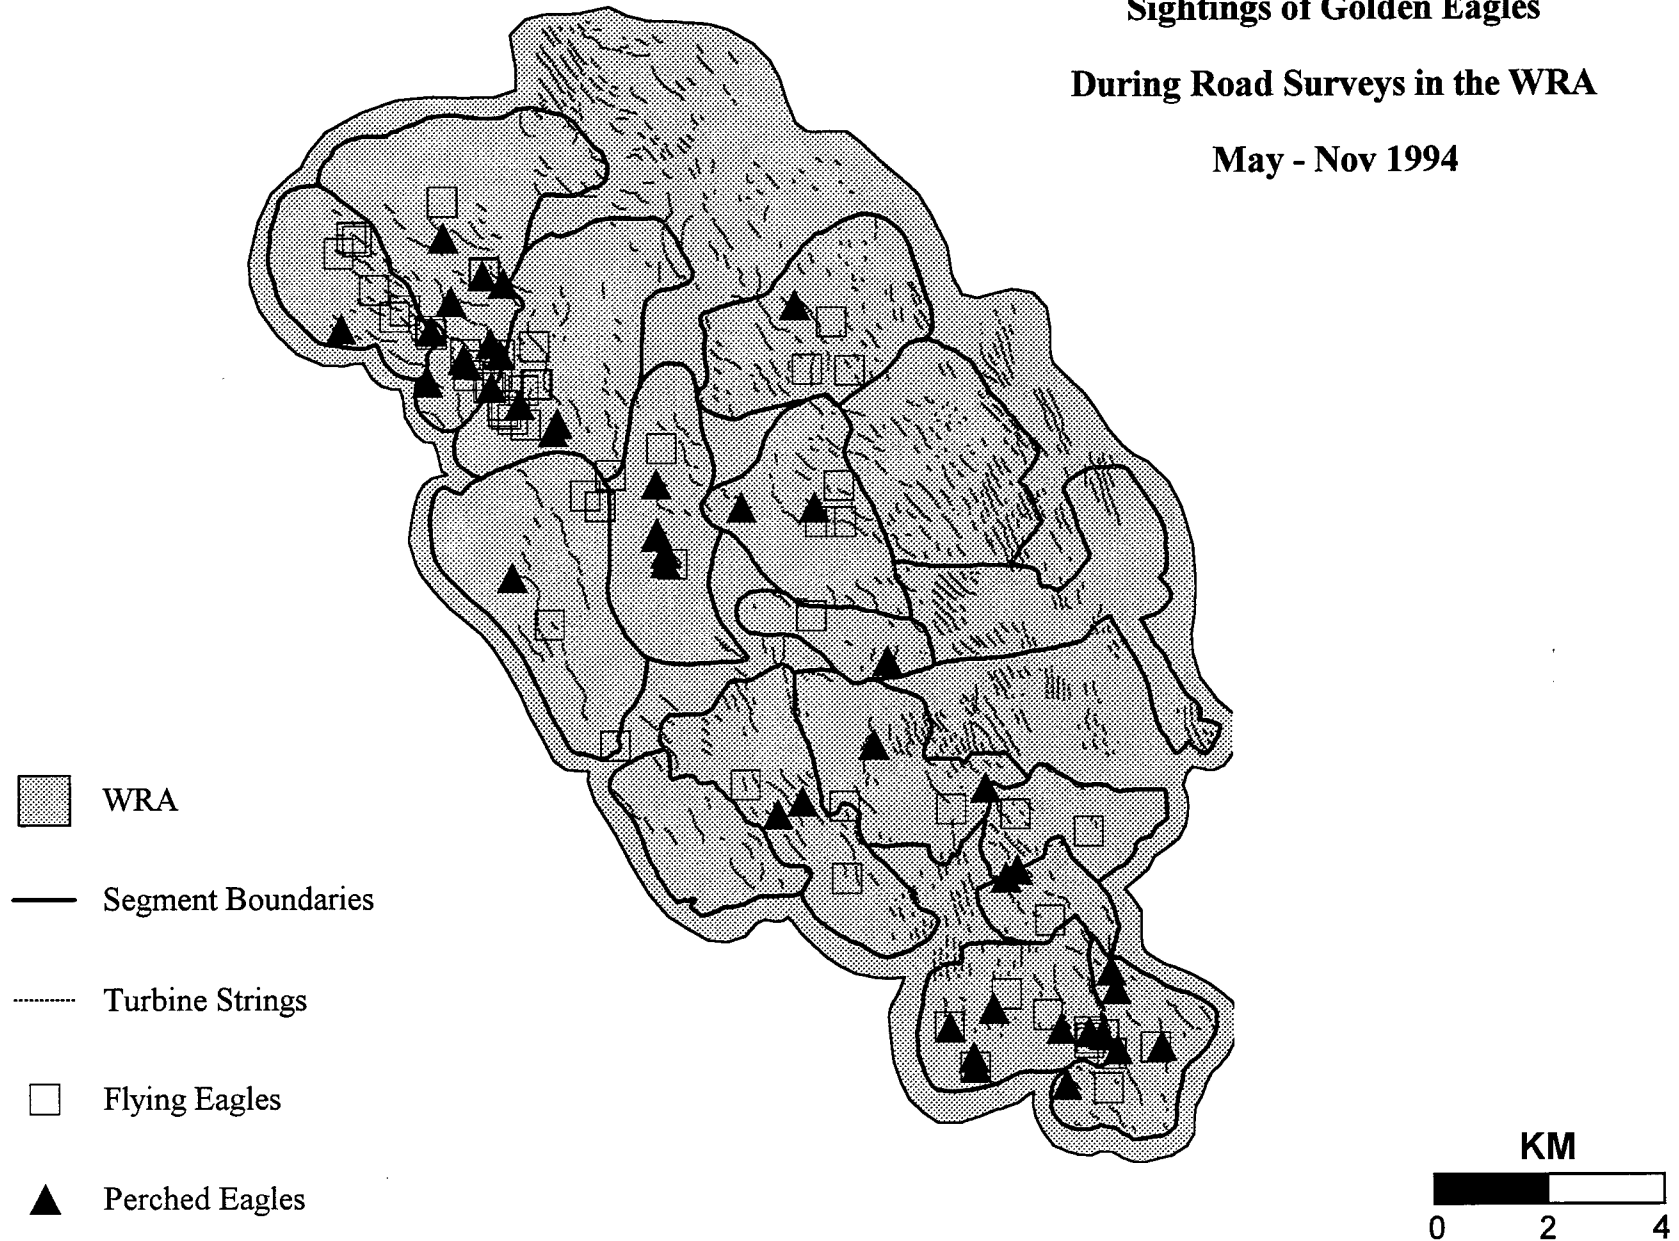 Sightings of Golden Eagles
During Road Surveys in the WRA
May - Nov 1994
WRA
Segment Boundaries
Turbine Strings
Flying Eagles
Perched Eagles
KM
0 2 4